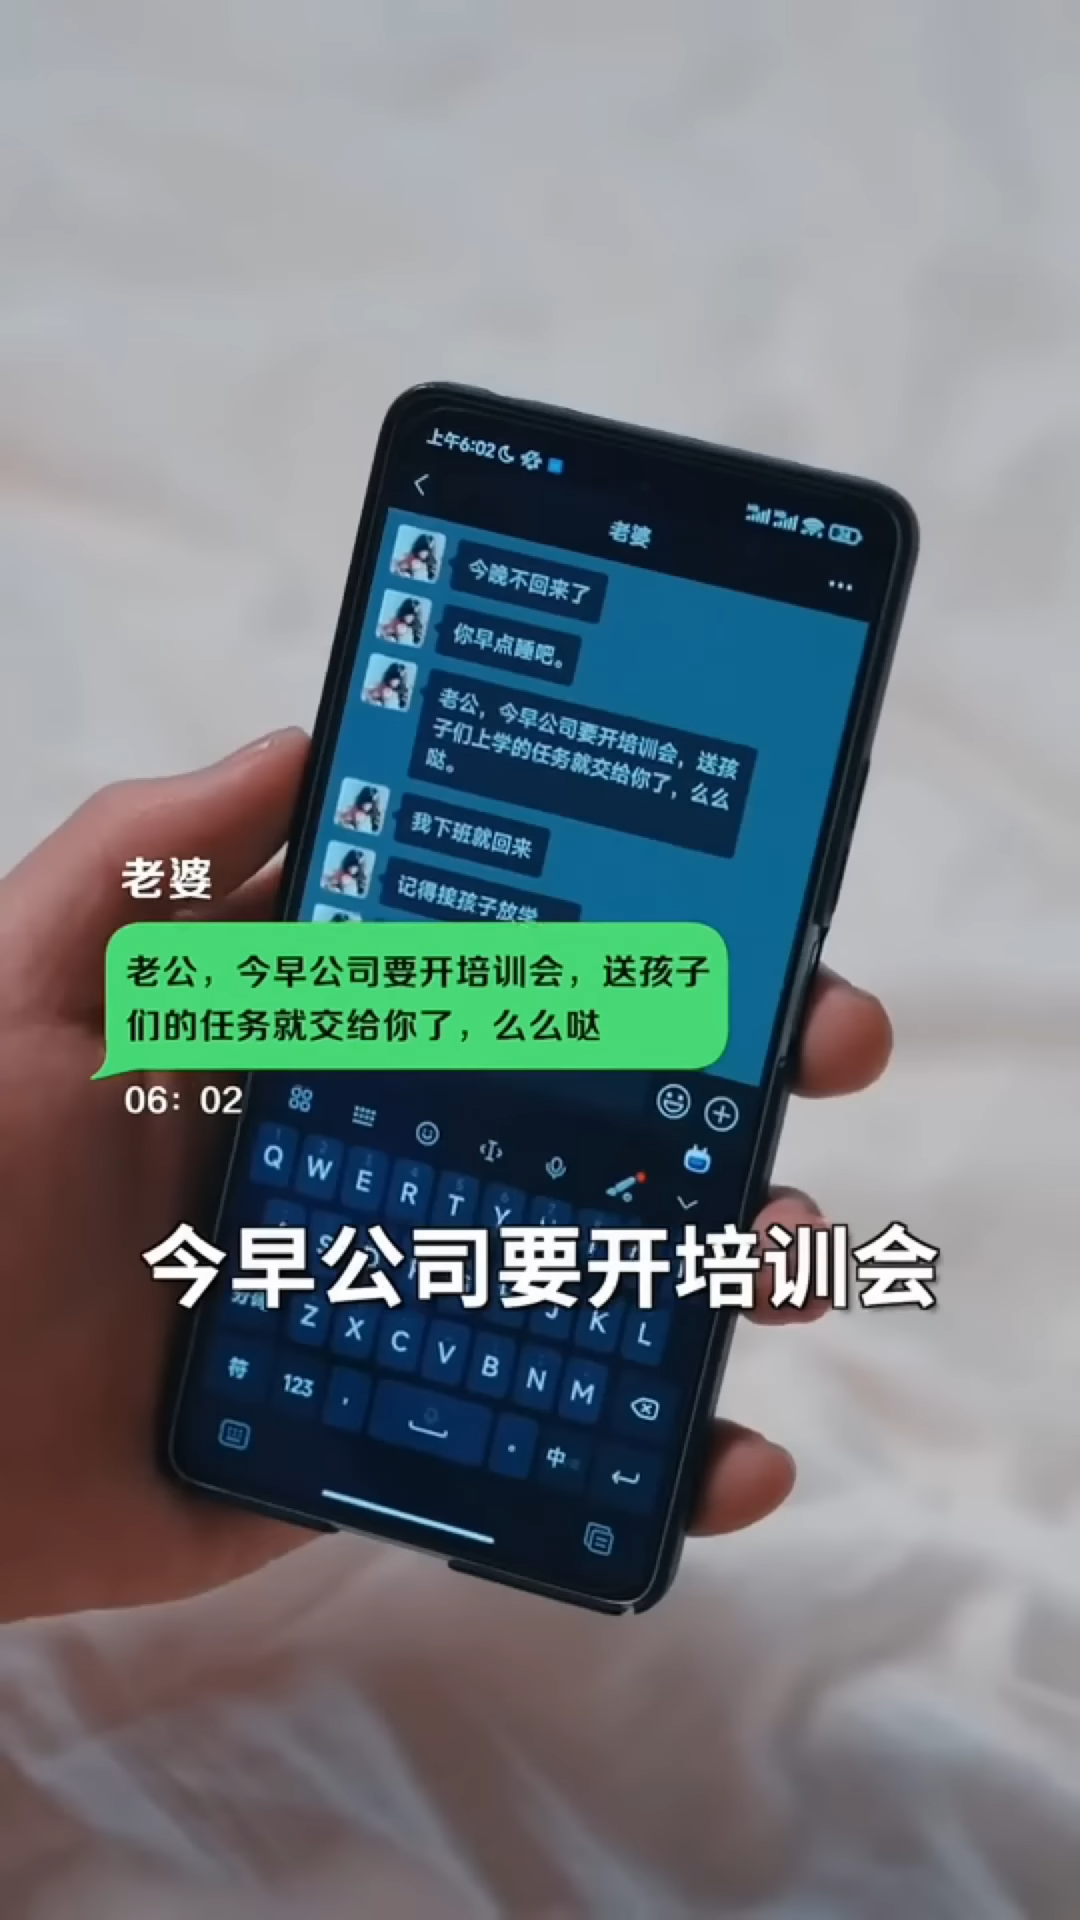 上午6:02
老婆
今晚不回来了
你早点睡吧。
老公，今早公司要开培训会，送孩
子们上学的任务就交给你了，么么
哒。
我下班就回来
记得接孩子放学
老婆
老公，今早公司要开培训会，送孩子
们的任务就交给你了，么么哒
06：02
Q W E R T Y
今早公司要开培训会
J K L
Z X C V B N M
符 123 ， 。 中